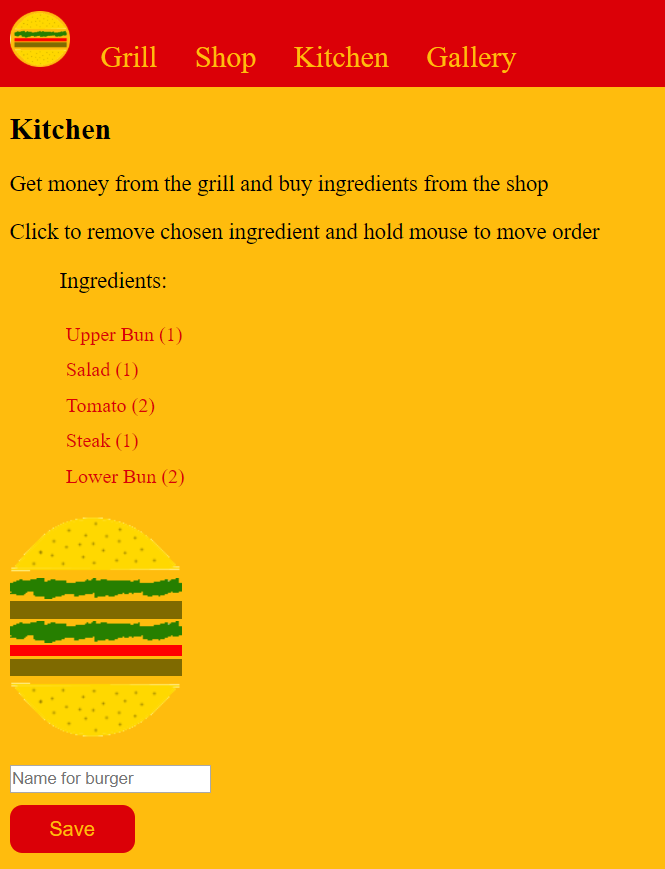 Grill Shop Kitchen Gallery
Kitchen
Get money from the grill and buy ingredients from the shop
Click to remove chosen ingredient and hold mouse to move order
Ingredients:
Upper Bun (1)
Salad (1)
Tomato (2)
Steak (1)
Lower Bun (2)
Name for burger
Save